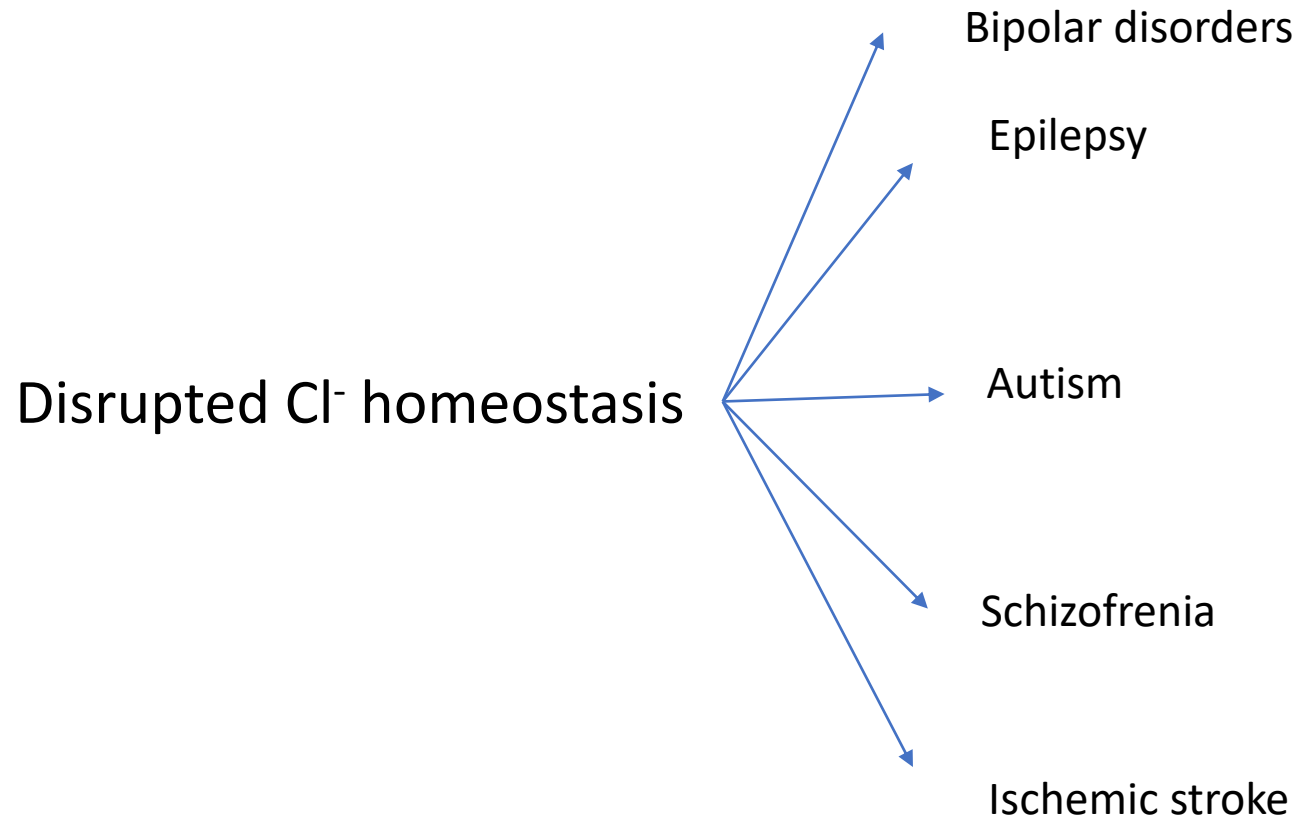 Bipolar disorders
Epilepsy
Autism
Disrupted Cl⁻ homeostasis
Schizofrenia
Ischemic stroke